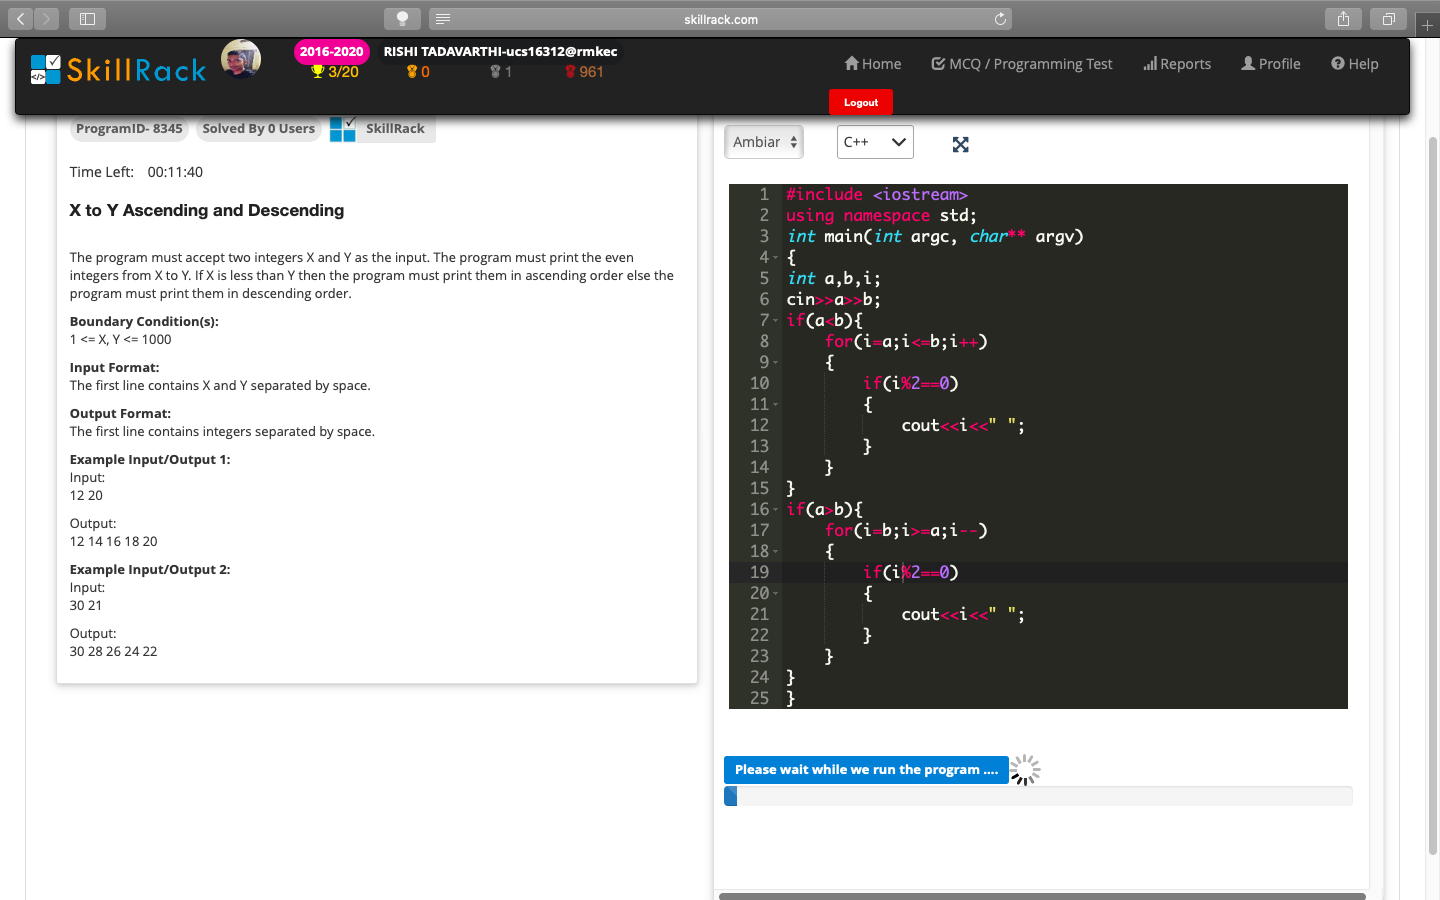 skillrack.com
SkillRack
2016-2020 RISHI TADAVARTHI-ucs16312@rmkec
3/20 0 1 961
Home MCQ / Programming Test Reports Profile Help
Logout
ProgramID- 8345 Solved By 0 Users SkillRack
Time Left: 00:11:40
X to Y Ascending and Descending
The program must accept two integers X and Y as the input. The program must print the even
integers from X to Y. If X is less than Y then the program must print them in ascending order else the
program must print them in descending order.
Boundary Condition(s):
1 <= X, Y <= 1000
Input Format:
The first line contains X and Y separated by space.
Output Format:
The first line contains integers separated by space.
Example Input/Output 1:
Input:
12 20
Output:
12 14 16 18 20
Example Input/Output 2:
Input:
30 21
Output:
30 28 26 24 22
Ambiar C++
1 #include <iostream>
2 using namespace std;
3 int main(int argc, char** argv)
4 {
5 int a,b,i;
6 cin>>a>>b;
7 if(a<b){
8 for(i=a;i<=b;i++)
9 {
10 if(i%2==0)
11 {
12 cout<<i<<" ";
13 }
14 }
15 }
16 if(a>b){
17 for(i=b;i>=a;i--)
18 {
19 if(i%2==0)
20 {
21 cout<<i<<" ";
22 }
23 }
24 }
25 }
Please wait while we run the program ....